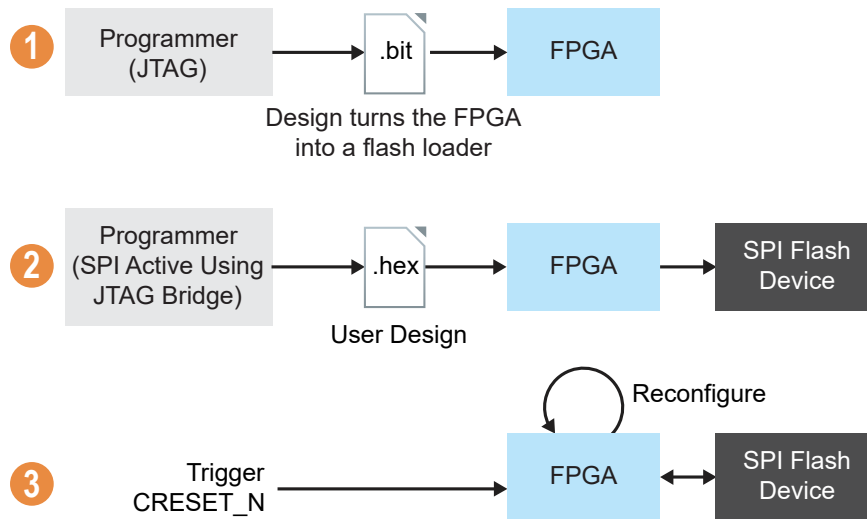 1
Programmer
(JTAG)
.bit
FPGA
Design turns the FPGA
into a flash loader
2
Programmer
(SPI Active Using
JTAG Bridge)
.hex
FPGA
SPI Flash
Device
User Design
Reconfigure
3
Trigger
CRESET_N
FPGA
SPI Flash
Device